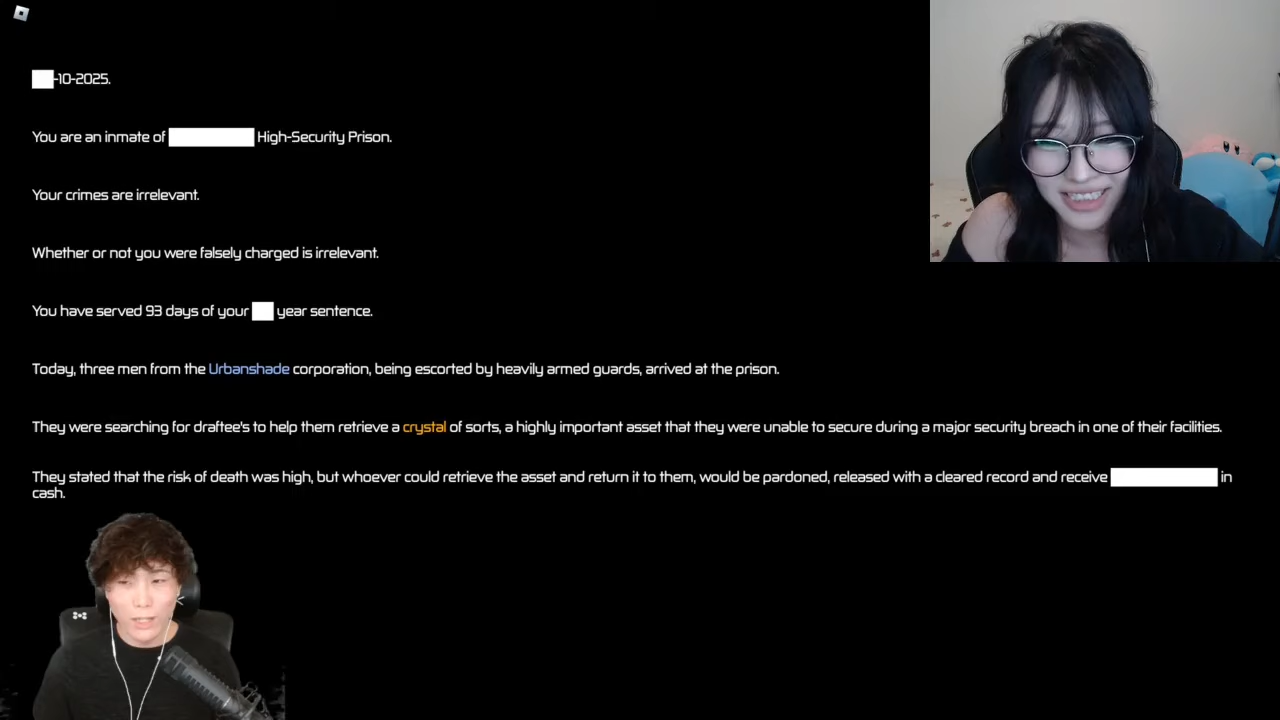 -10-2025.
You are an inmate of High-Security Prison.
Your crimes are irrelevant.
Whether or not you were falsely charged is irrelevant.
You have served 93 days of your year sentence.
Today, three men from the Urbanshade corporation, being escorted by heavily armed guards, arrived at the prison.
They were searching for draftee's to help them retrieve a crystal of sorts, a highly important asset that they were unable to secure during a major security breach in one of their facilities.
They stated that the risk of death was high, but whoever could retrieve the asset and return it to them, would be pardoned, released with a cleared record and receive in
cash.